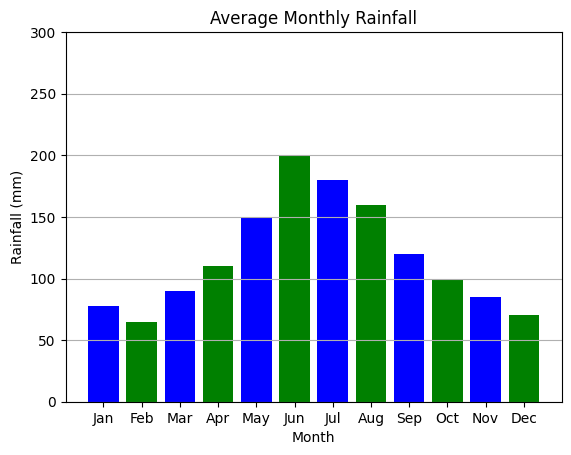 Average Monthly Rainfall
300
250
200
150
100
50
0
Rainfall (mm)
Jan Feb Mar Apr May Jun Jul Aug Sep Oct Nov Dec
Month